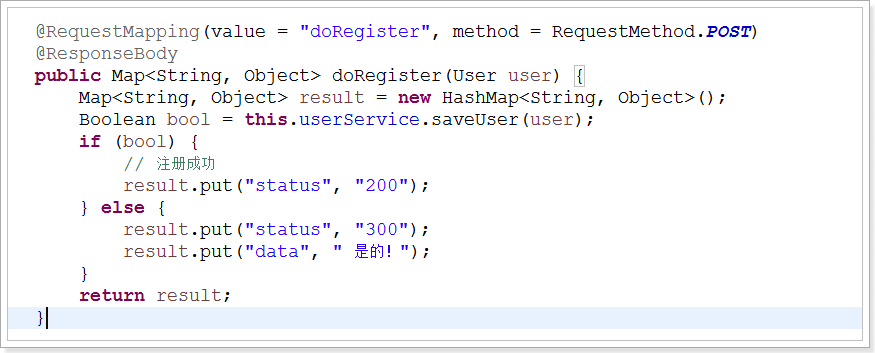 @RequestMapping(value = "doRegister", method = RequestMethod.POST)
@ResponseBody
public Map<String, Object> doRegister(User user) {
    Map<String, Object> result = new HashMap<String, Object>();
    Boolean bool = this.userService.saveUser(user);
    if (bool) {
        // 注册成功
        result.put("status", "200");
    } else {
        result.put("status", "300");
        result.put("data", " 是的! ");
    }
    return result;
}